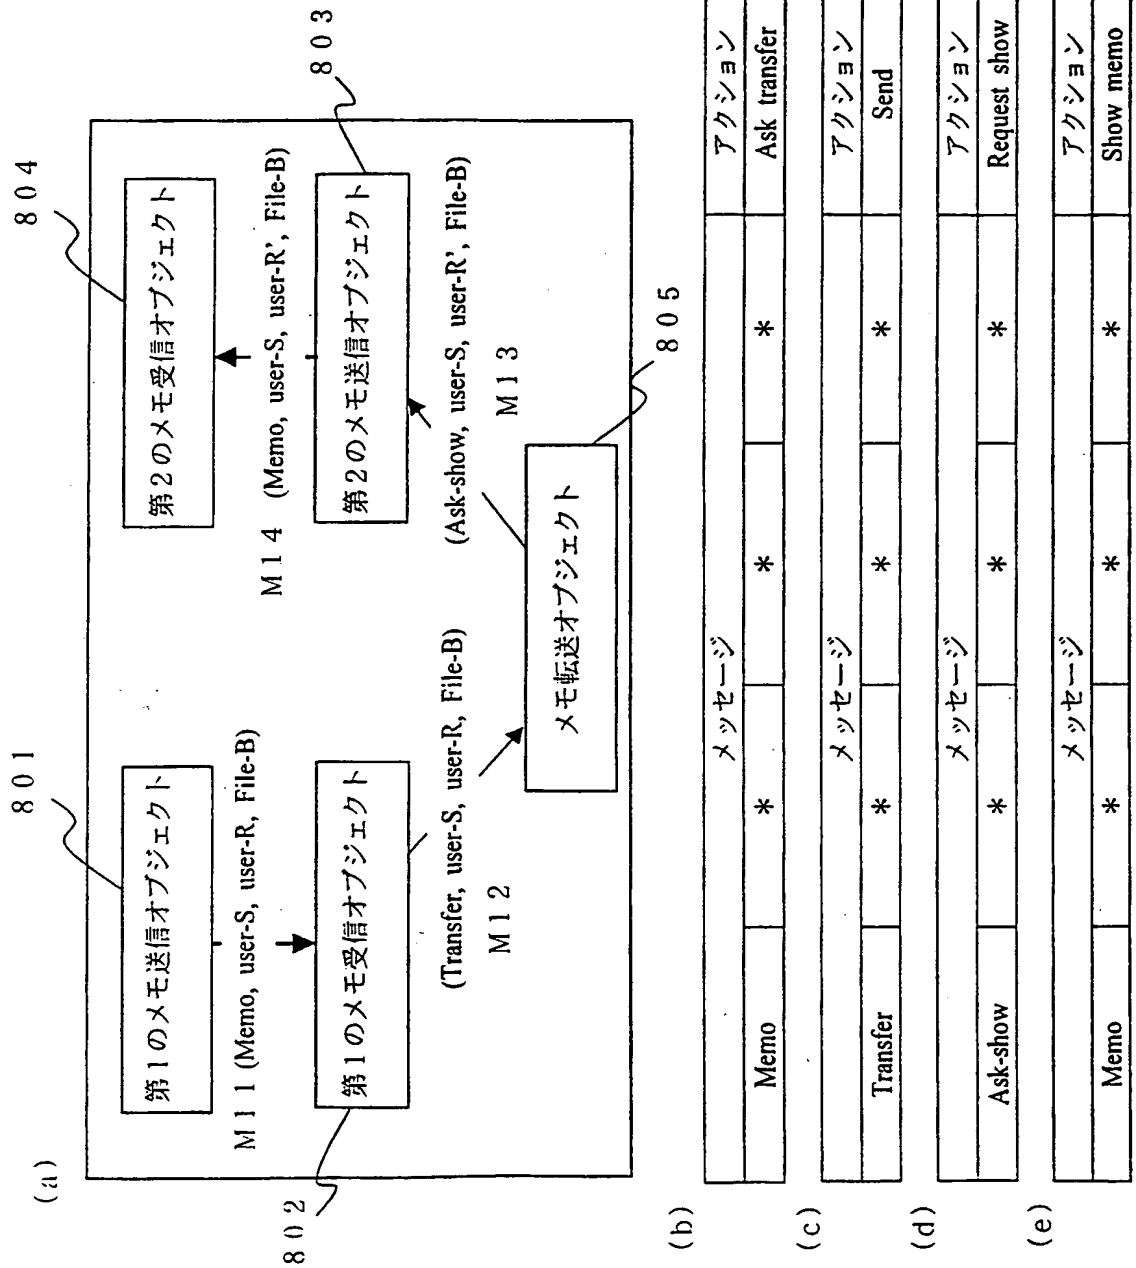 (a)
801
804
第1のメモ送信オブジェクト
第2のメモ受信オブジェクト
M11 (Memo, user-S, user-R, File-B)
M14 (Memo, user-S, user-R', File-B)
802
第1のメモ受信オブジェクト
第2のメモ送信オブジェクト
803
(Transfer, user-S, user-R, File-B)
M12
(Ask-show, user-S, user-R', File-B)
M13
メモ転送オブジェクト
805
(b)
メッセージ アクション
Memo * * * Ask transfer
(c)
メッセージ アクション
Transfer * * * Send
(d)
メッセージ アクション
Ask-show * * * Request show
(e)
メッセージ アクション
Memo * * * Show memo